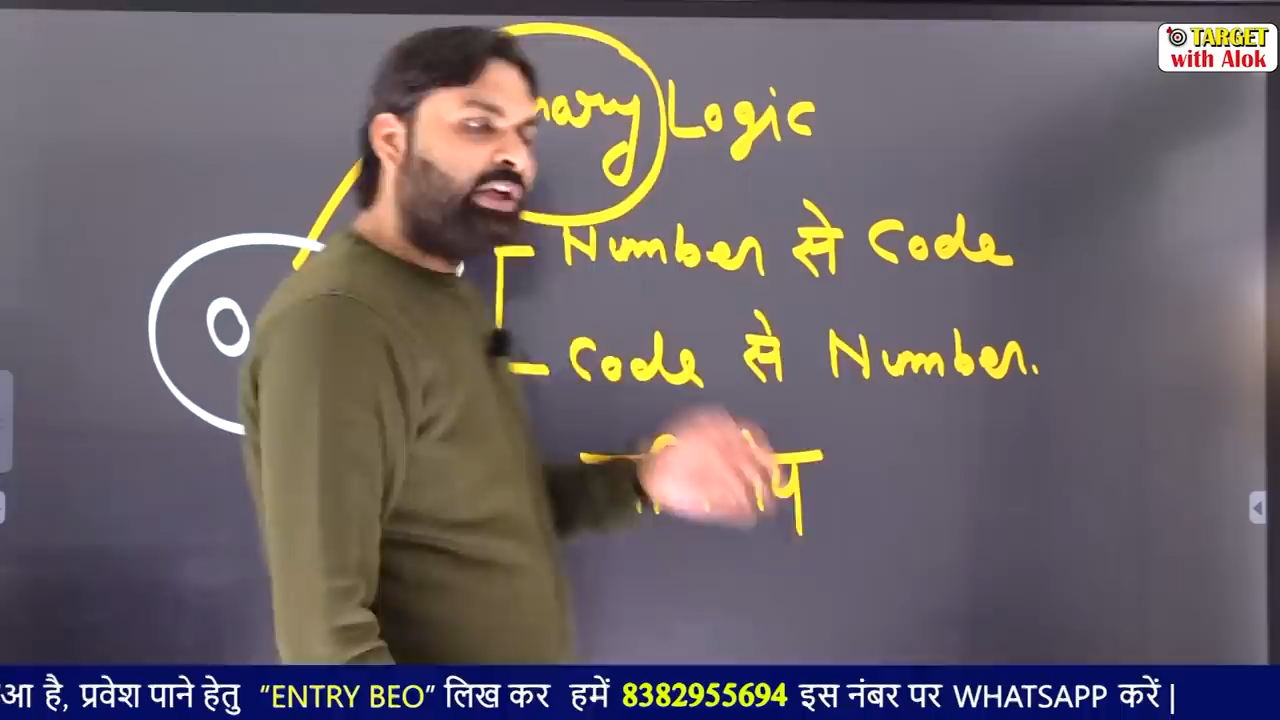 TARGET
with Alok
Logic
Number से Code
0
Code से Number.
आ है, प्रवेश पाने हेतु “ENTRY BEO” लिख कर हमें 8382955694 इस नंबर पर WHATSAPP करें |